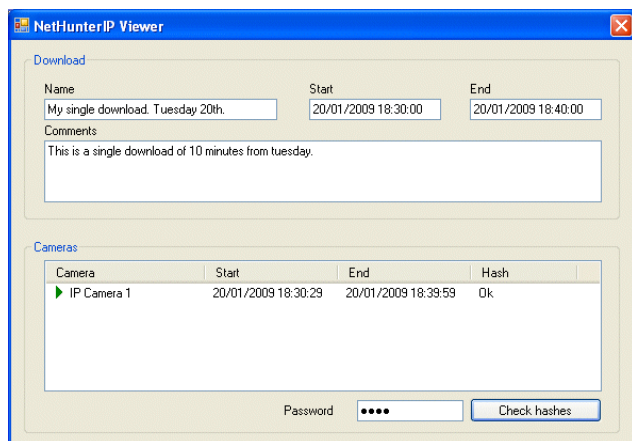 NetHunterIP Viewer
Download
Name Start End
My single download. Tuesday 20th. 20/01/2009 18:30:00 20/01/2009 18:40:00
Comments
This is a single download of 10 minutes from tuesday.
Cameras
Camera Start End Hash
IP Camera 1 20/01/2009 18:30:29 20/01/2009 18:39:59 Ok
Password •••• Check hashes